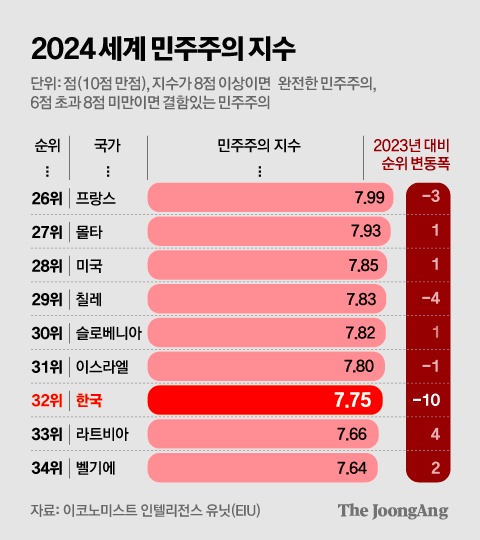 2024 세계 민주주의 지수
단위: 점(10점 만점), 지수가 8점 이상이면 완전한 민주주의,
6점 초과 8점 미만이면 결함있는 민주주의
순위 국가 민주주의 지수 2023년 대비
순위 변동폭
⋮ ⋮ ⋮
26위 프랑스 7.99 −3
27위 몰타 7.93 1
28위 미국 7.85 1
29위 칠레 7.83 −4
30위 슬로베니아 7.82 1
31위 이스라엘 7.80 −1
32위 한국 7.75 −10
33위 라트비아 7.66 4
34위 벨기에 7.64 2
자료: 이코노미스트 인텔리전스 유닛(EIU) The JoongAng